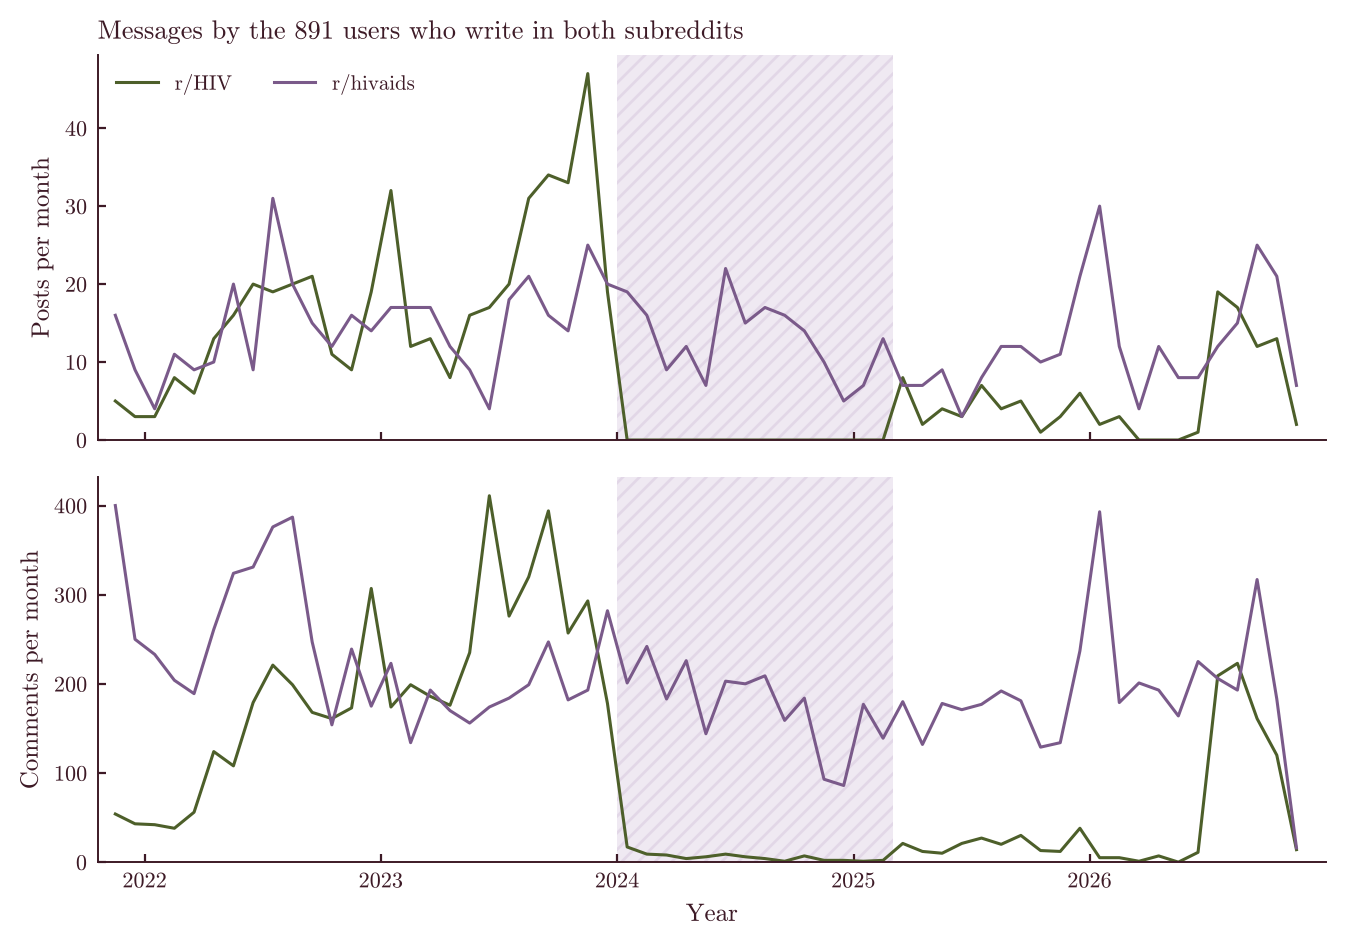 Messages by the 891 users who write in both subreddits
r/HIV
r/hivaids
Posts per month
40
30
20
10
0
Comments per month
400
300
200
100
0
2022
2023
2024
2025
2026
Year